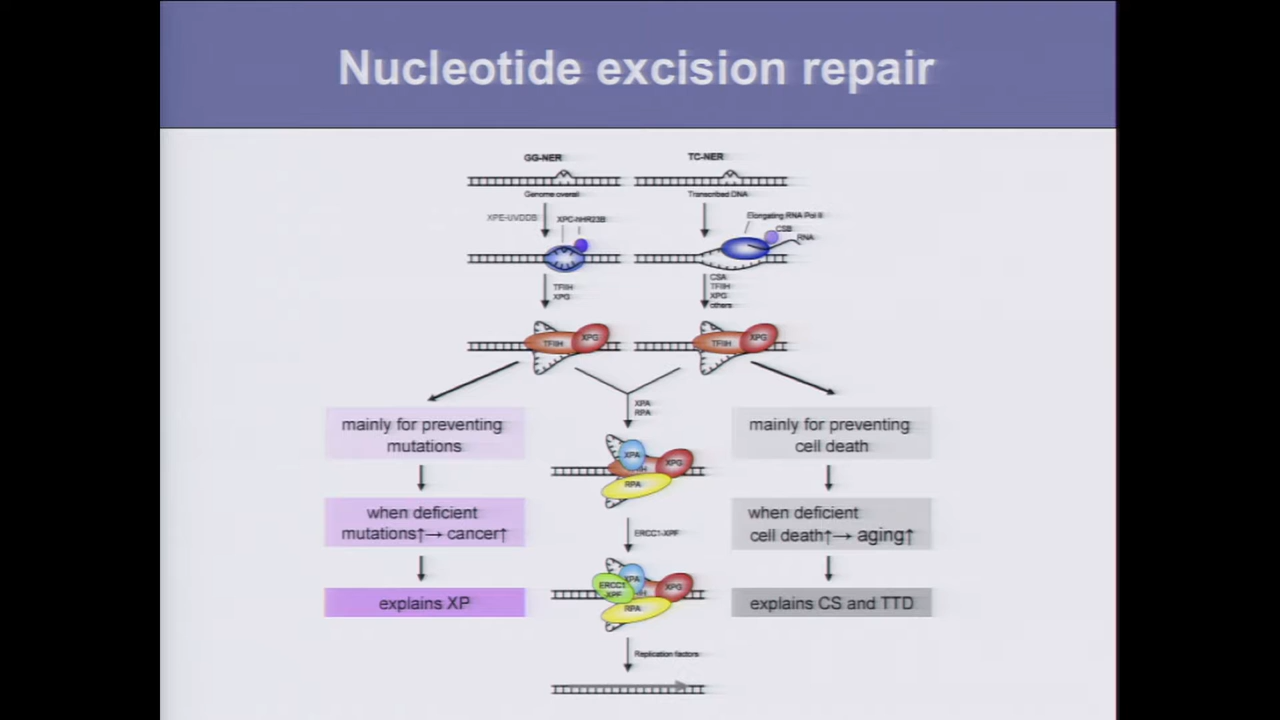 Nucleotide excision repair
GG-NER
TC-NER
Genome overall
Transcribed DNA
XPE-UVDDB
XPC-hHR23B
Elongating RNA Pol II
CSB
RNA
TFIIH
XPG
CSA
TFIIH
XPG
others
TFIIH
XPG
TFIIH
XPG
XPA
RPA
mainly for preventing
mutations
mainly for preventing
cell death
XPA
XPG
RPA
when deficient
mutations↑→ cancer↑
when deficient
cell death↑→ aging↑
ERCC1-XPF
ERCC1
XPF
XPA
XPG
RPA
explains XP
explains CS and TTD
Replication factors